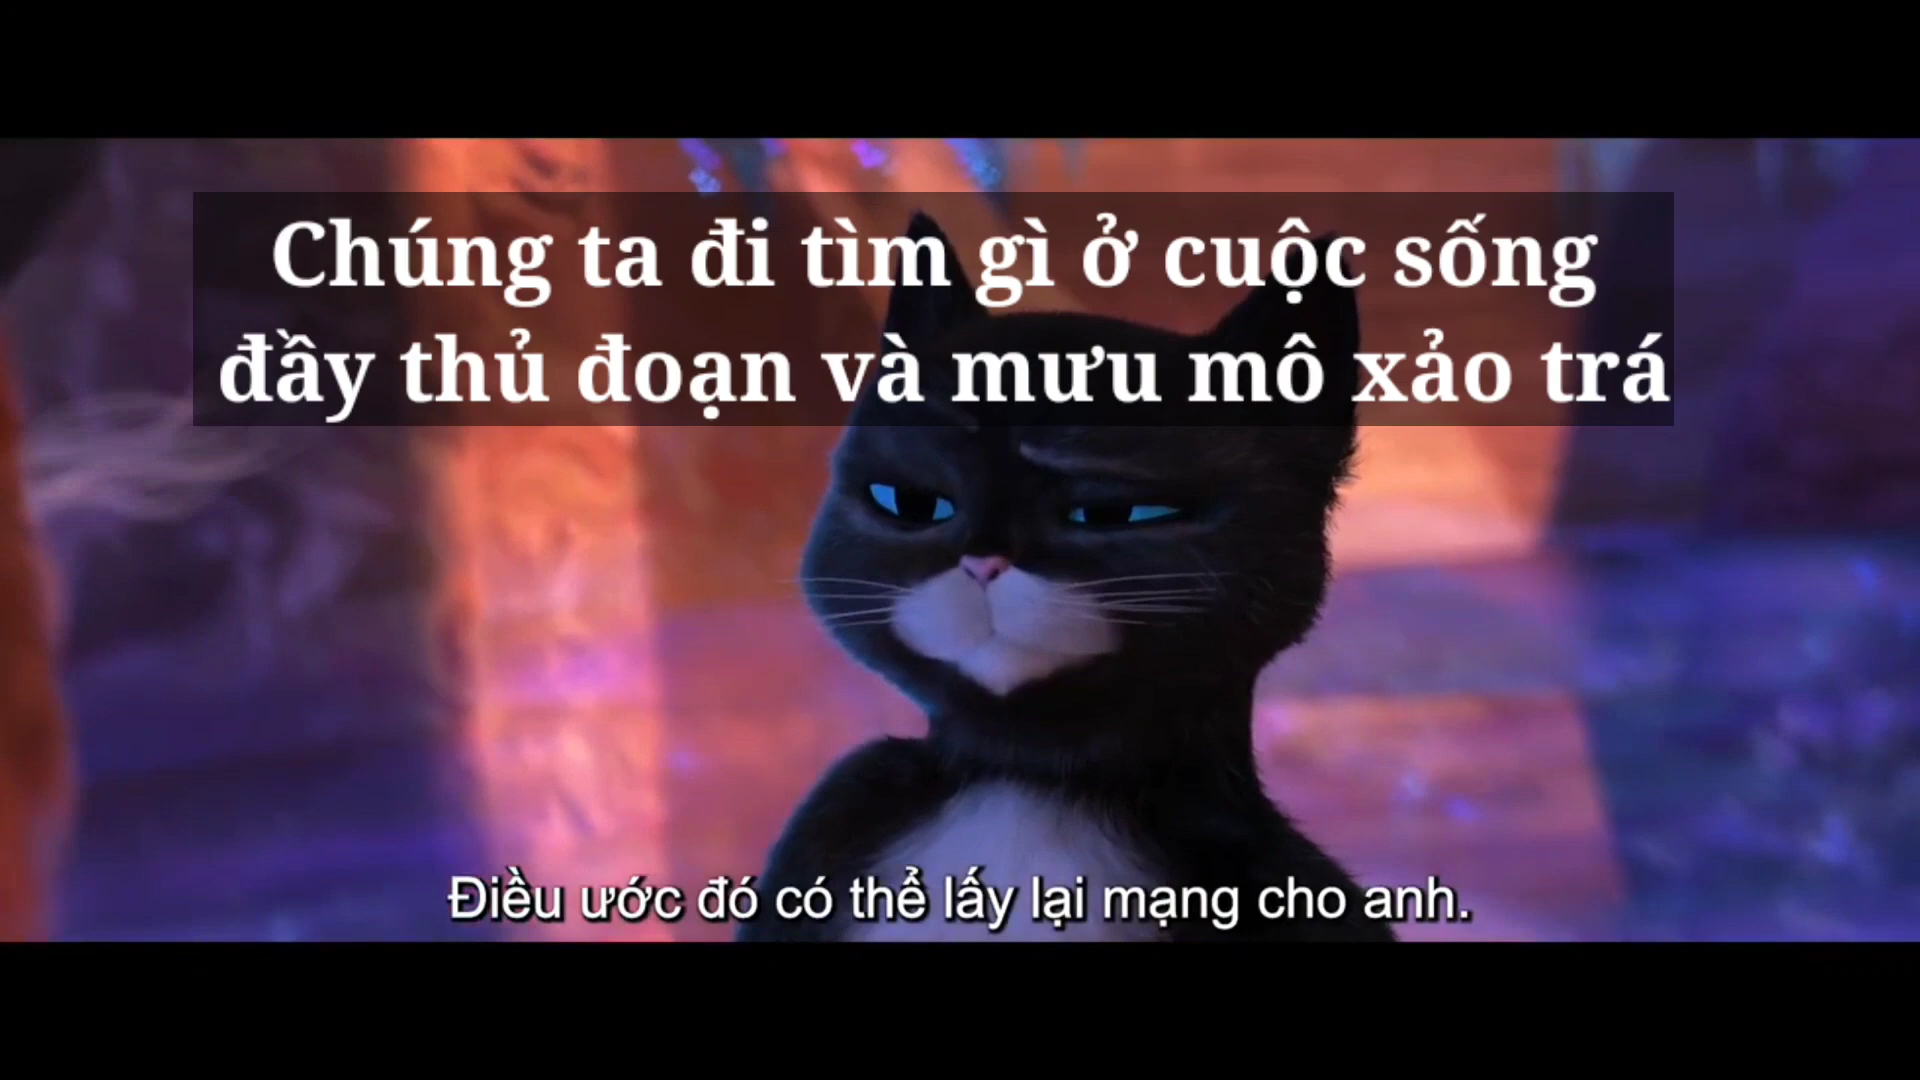 Chúng ta đi tìm gì ở cuộc sống
đầy thủ đoạn và mưu mô xảo trá
Điều ước đó có thể lấy lại mạng cho anh.